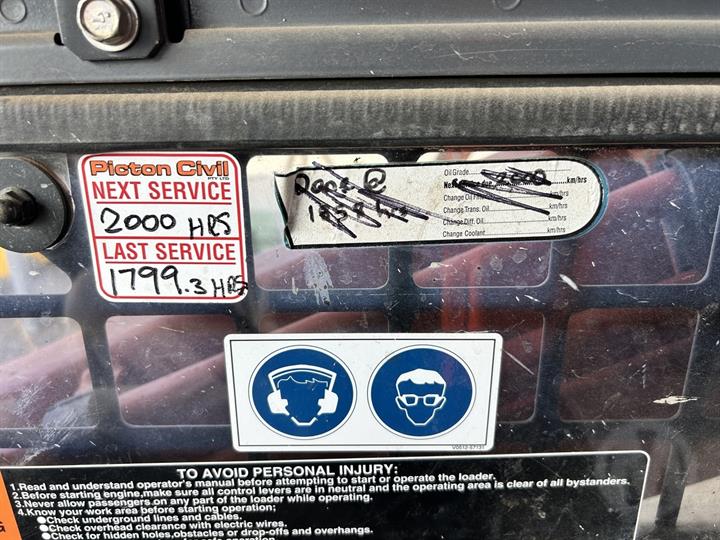 Picton Civil
PTY LTD
NEXT SERVICE
2000 HRS
LAST SERVICE
1799.3 HRS
Oil Grade
km/hrs
Change Oil
km/hrs
Change Trans. Oil
km/hrs
Change Diff. Oil
km/hrs
Change Coolant
km/hrs
V0612-67131
TO AVOID PERSONAL INJURY:
1.Read and understand operator's manual before attempting to start or operate the loader.
2.Before starting engine,make sure all control levers are in neutral and the operating area is clear of all bystanders.
3.Never allow passengers on any part of the loader while operating.
4.Know your work area before starting operation;
●Check underground lines and cables.
●Check overhead clearance with electric wires.
●Check for hidden holes,obstacles or drop-offs and overhangs.
G